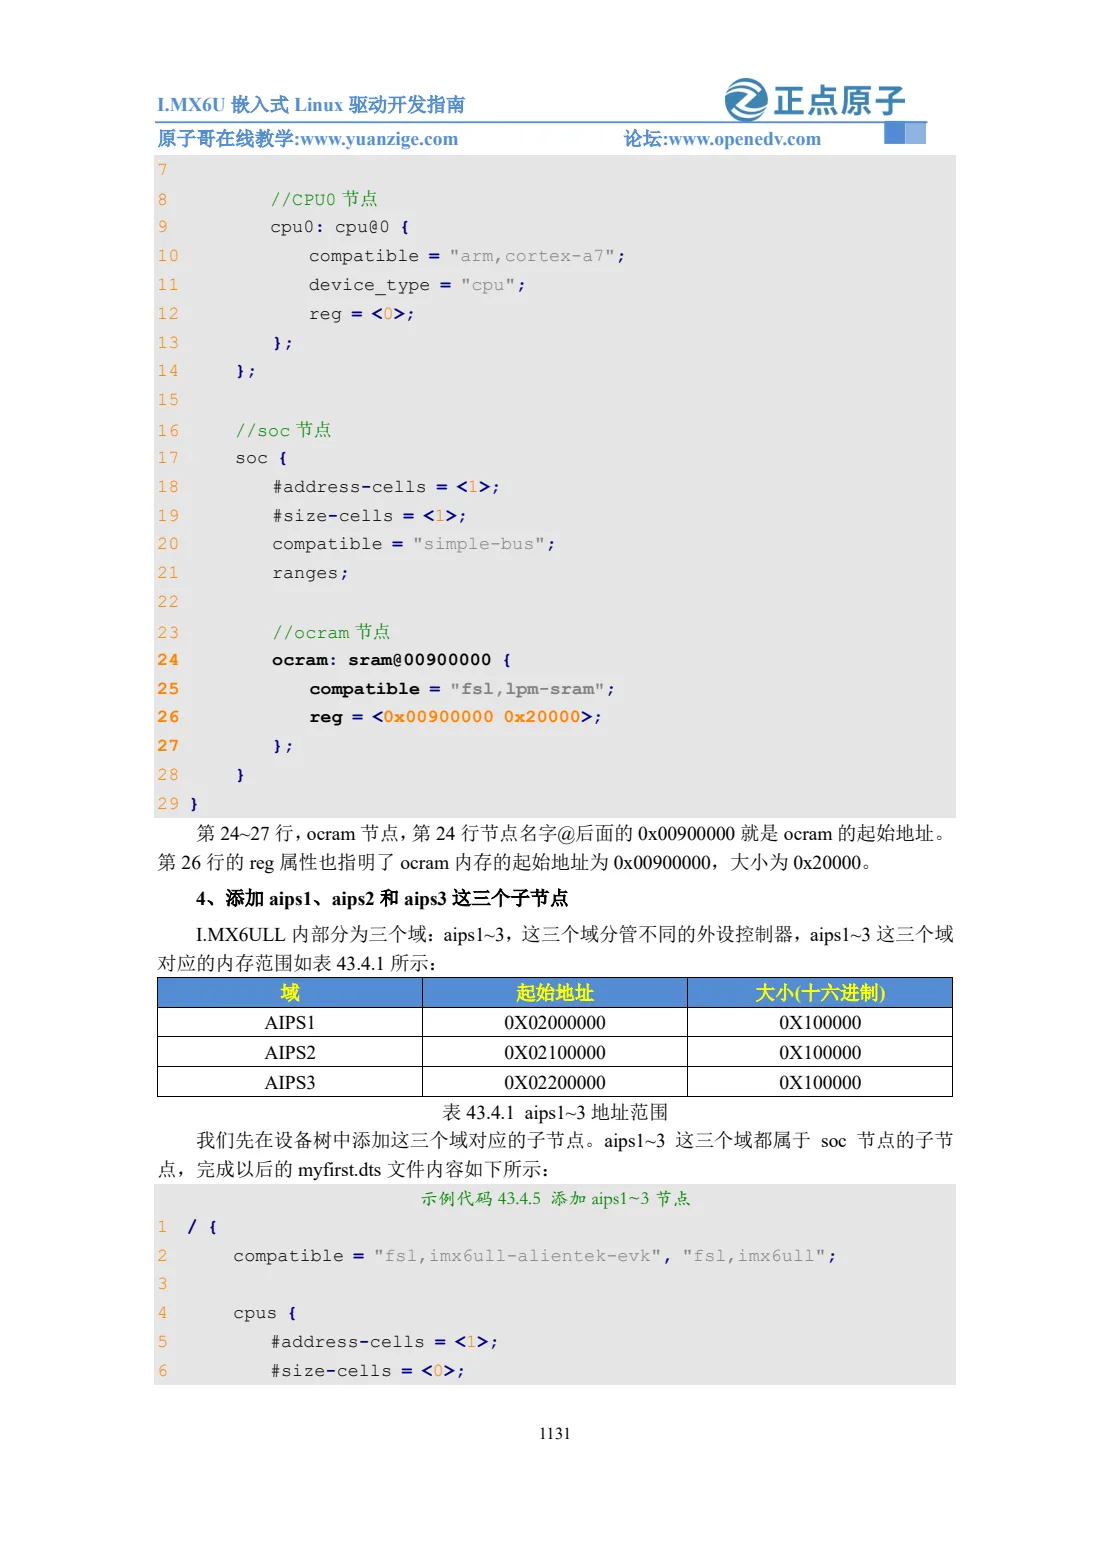 I.MX6U 嵌入式 Linux 驱动开发指南
正点原子
原子哥在线教学:www.yuanzige.com 论坛:www.openedv.com
7
8 //CPU0 节点
9 cpu0: cpu@0 {
10 compatible = "arm,cortex-a7";
11 device_type = "cpu";
12 reg = <0>;
13 };
14 };
15
16 //soc 节点
17 soc {
18 #address-cells = <1>;
19 #size-cells = <1>;
20 compatible = "simple-bus";
21 ranges;
22
23 //ocram 节点
24 ocram: sram@00900000 {
25 compatible = "fsl,lpm-sram";
26 reg = <0x00900000 0x20000>;
27 };
28 }
29 }
第 24~27 行，ocram 节点，第 24 行节点名字@后面的 0x00900000 就是 ocram 的起始地址。
第 26 行的 reg 属性也指明了 ocram 内存的起始地址为 0x00900000，大小为 0x20000。
4、添加 aips1、aips2 和 aips3 这三个子节点
I.MX6ULL 内部分为三个域：aips1~3，这三个域分管不同的外设控制器，aips1~3 这三个域
对应的内存范围如表 43.4.1 所示：
域 起始地址 大小(十六进制)
AIPS1 0X02000000 0X100000
AIPS2 0X02100000 0X100000
AIPS3 0X02200000 0X100000
表 43.4.1 aips1~3 地址范围
我们先在设备树中添加这三个域对应的子节点。aips1~3 这三个域都属于 soc 节点的子节
点，完成以后的 myfirst.dts 文件内容如下所示：
示例代码 43.4.5 添加 aips1~3 节点
1 / {
2 compatible = "fsl,imx6ull-alientek-evk", "fsl,imx6ull";
3
4 cpus {
5 #address-cells = <1>;
6 #size-cells = <0>;
1131